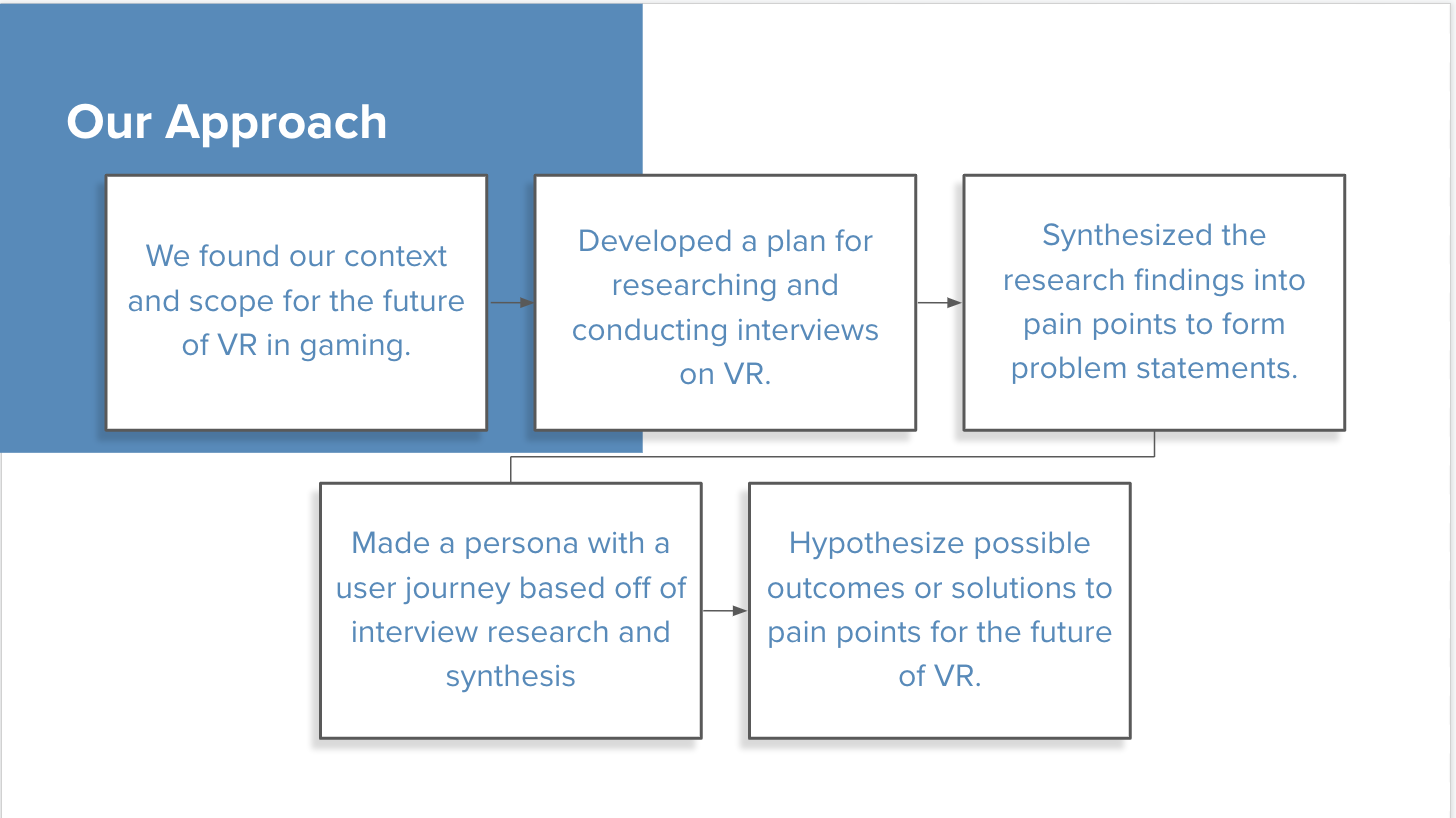 Our Approach
We found our context
and scope for the future
of VR in gaming.
Developed a plan for
researching and
conducting interviews
on VR.
Synthesized the
research findings into
pain points to form
problem statements.
Made a persona with a
user journey based off of
interview research and
synthesis
Hypothesize possible
outcomes or solutions to
pain points for the future
of VR.